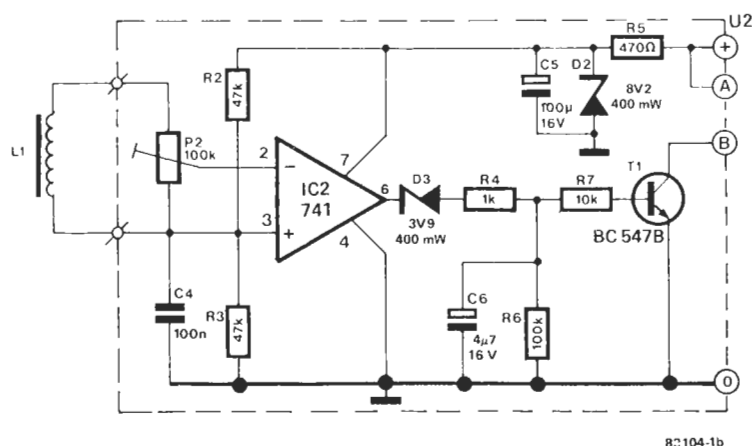 U2
R5
470Ω
+
A
C5
100µ
16V
D2
8V2
400 mW
B
R2
47k
L1
P2
100k
2
−
7
IC2
741
6
3
+
4
D3
3V9
400 mW
R4
1k
R7
10k
T1
BC 547B
C4
100n
R3
47k
C6
4µ7
16 V
R6
100k
0
82104-1b